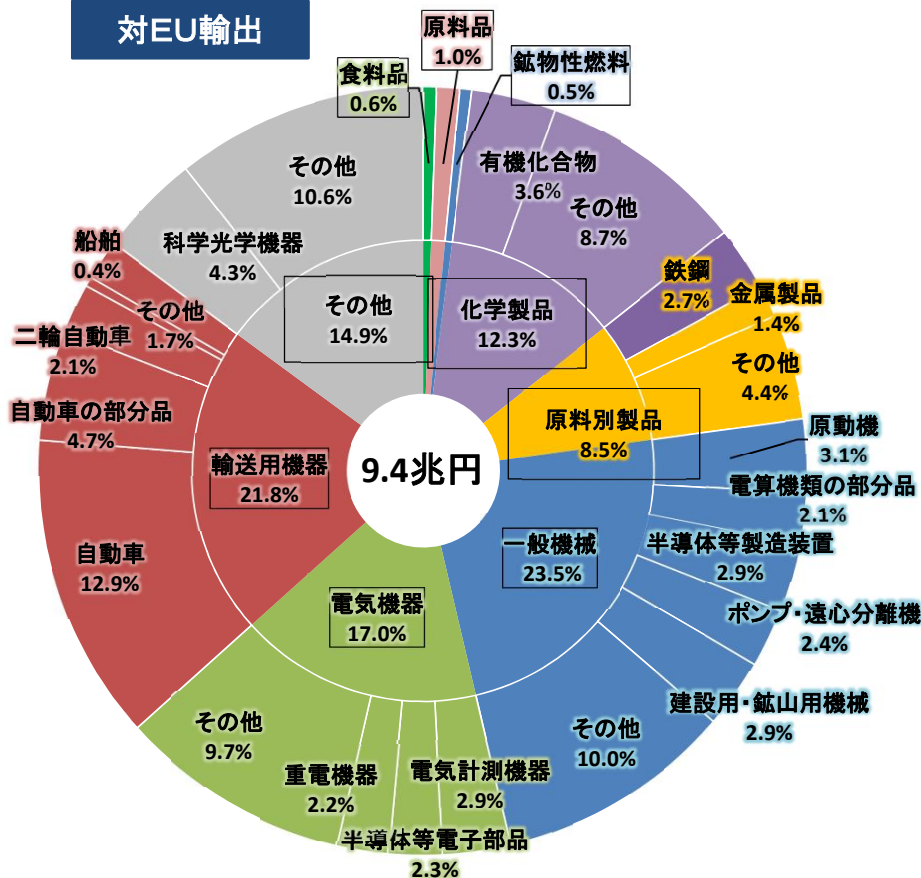 対EU輸出
原料品
1.0%
食料品
0.6%
鉱物性燃料
0.5%
有機化合物
3.6%
その他
8.7%
その他
10.6%
科学光学機器
4.3%
鉄鋼
2.7%
金属製品
1.4%
その他
4.4%
船舶
0.4%
その他
1.7%
二輪自動車
2.1%
自動車の部分品
4.7%
自動車
12.9%
その他
14.9%
化学製品
12.3%
原料別製品
8.5%
輸送用機器
21.8%
9.4兆円
一般機械
23.5%
電気機器
17.0%
原動機
3.1%
電算機類の部分品
2.1%
半導体等製造装置
2.9%
ポンプ・遠心分離機
2.4%
建設用・鉱山用機械
2.9%
その他
10.0%
その他
9.7%
重電機器
2.2%
電気計測機器
2.9%
半導体等電子部品
2.3%